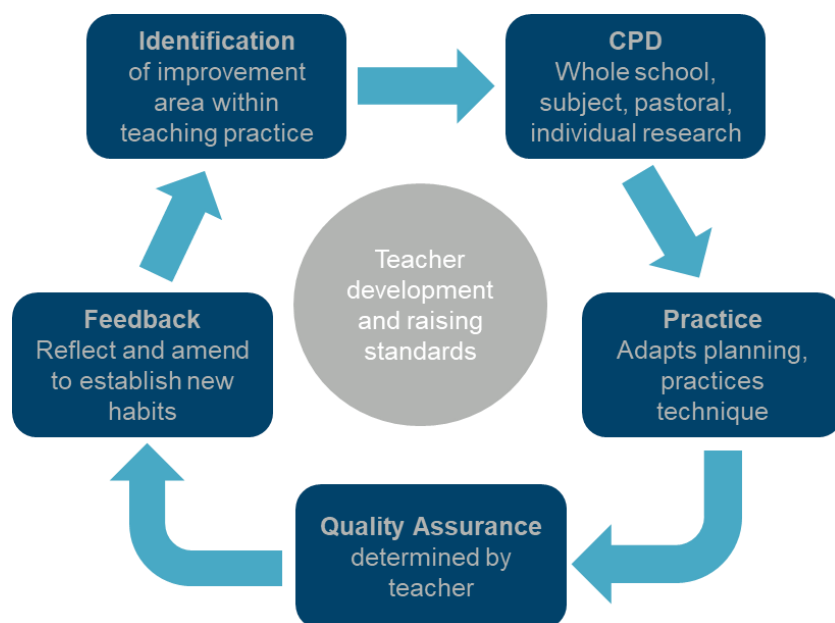 Identification
of improvement
area within
teaching practice
CPD
Whole school,
subject, pastoral,
individual research
Teacher
development
and raising
standards
Feedback
Reflect and amend
to establish new
habits
Practice
Adapts planning,
practices
technique
Quality Assurance
determined by
teacher